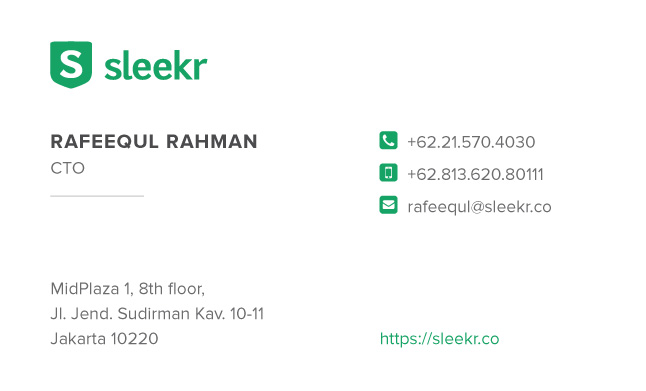 S sleekr
RAFEEQUL RAHMAN
CTO
+62.21.570.4030
+62.813.620.80111
rafeequl@sleekr.co
MidPlaza 1, 8th floor,
Jl. Jend. Sudirman Kav. 10-11
Jakarta 10220
https://sleekr.co